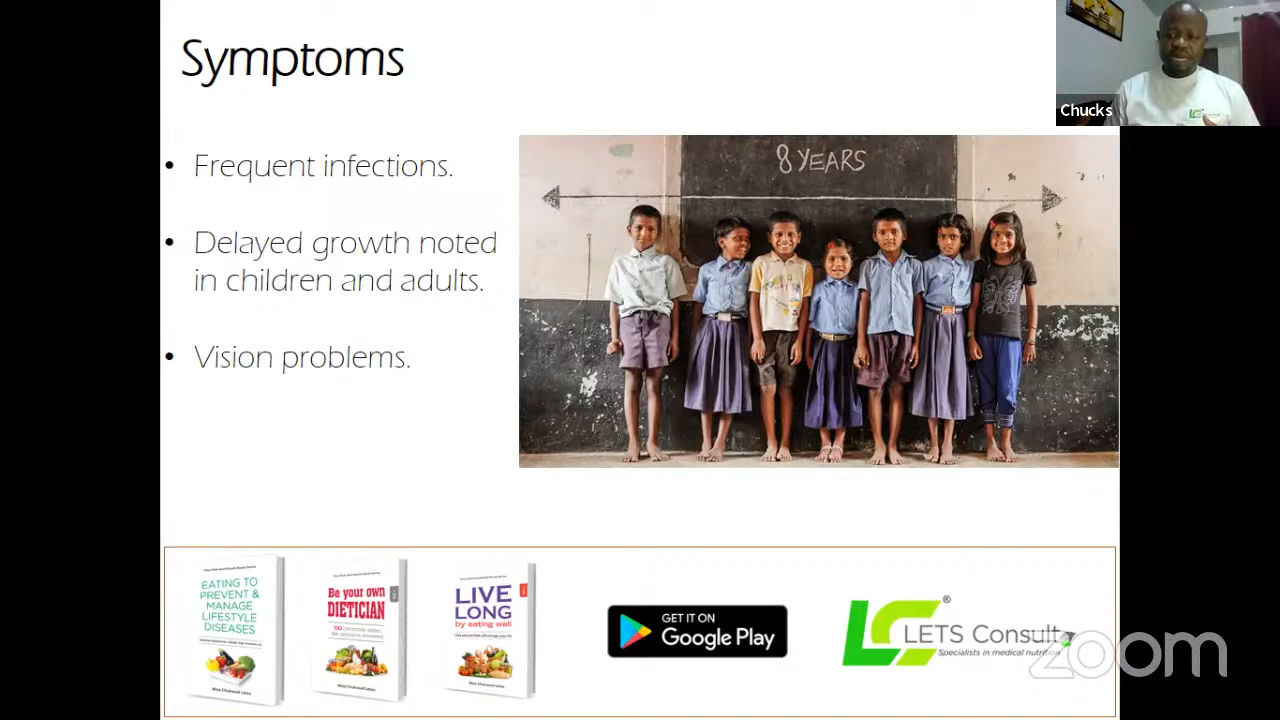 Symptoms
Chucks
• Frequent infections.
• Delayed growth noted
in children and adults.
• Vision problems.
8 YEARS
EATING TO
PREVENT &
MANAGE
LIFESTYLE
DISEASES
Be your own
DIETICIAN
LIVE
LONG
by eating well
GET IT ON
Google Play
LC®
LETS Consult
Specialists in medical nutrition
zoom